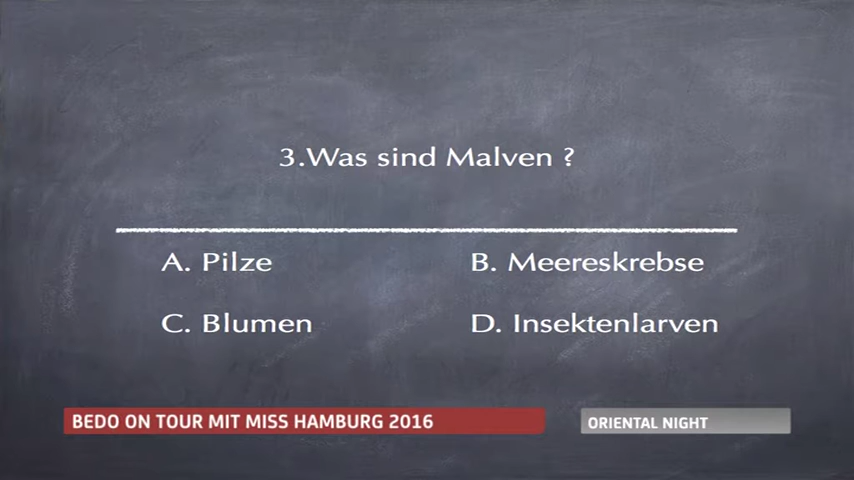 3.Was sind Malven ?
A. Pilze
B. Meereskrebse
C. Blumen
D. Insektenlarven
BEDO ON TOUR MIT MISS HAMBURG 2016
ORIENTAL NIGHT